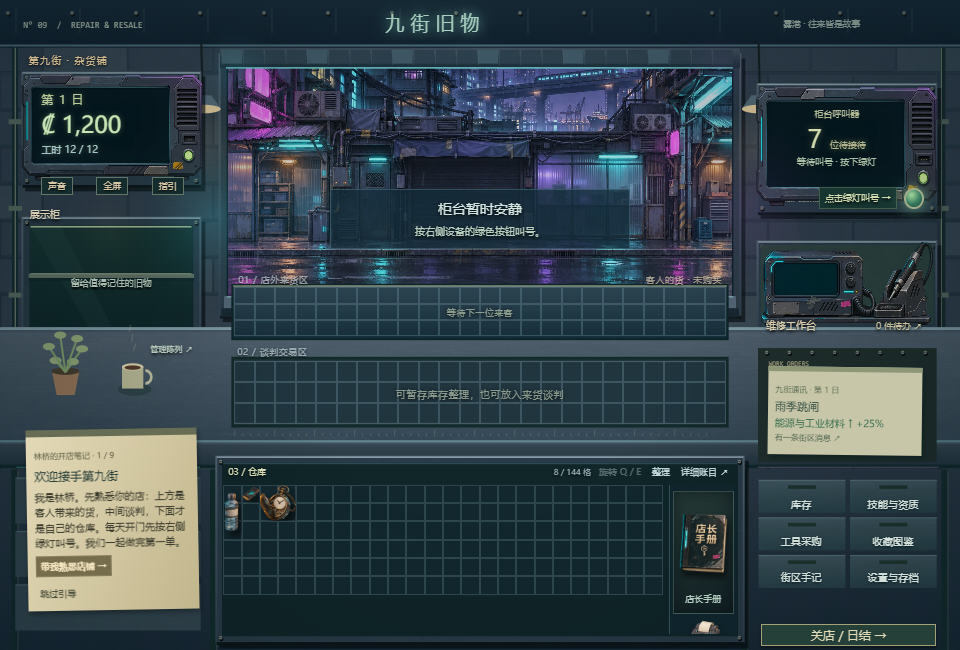 Nº 09 / REPAIR & RESALE
九街旧物
雾港·往来皆是故事
第九街·杂货铺
第 1 日
₡ 1,200
工时 12 / 12
声音
全屏
指引
展示柜
留给值得记住的旧物
管理陈列 ↗
柜台暂时安静
按右侧设备的绿色按钮叫号。
01 / 店外来货区
客人的货·未购买
等待下一位来客
02 / 谈判交易区
可暂存库存整理，也可放入来货谈判
柜台呼叫器
7 位待接待
等待叫号·按下绿灯
点击绿灯叫号 →
维修工作台
0 件待办 ↗
WORK ORDERS
九街通讯·第 1 日
雨季跳闸
能源与工业材料↑ +25%
有一条街区消息 ↗
林桥的开店笔记·1 / 9
欢迎接手第九街
我是林桥。先熟悉你的店：上方是
客人带来的货，中间谈判，下面才
是自己的仓库。每天开门先按右侧
绿灯叫号。我们一起做完第一单。
带我熟悉店铺 →
跳过引导
03 / 仓库
8 / 144 格
旋转 Q / E
整理
详细账目 ↗
店长
手册
店长手册
库存
技能与资质
工具采购
收藏图鉴
街区手记
设置与存档
关店 / 日结 →